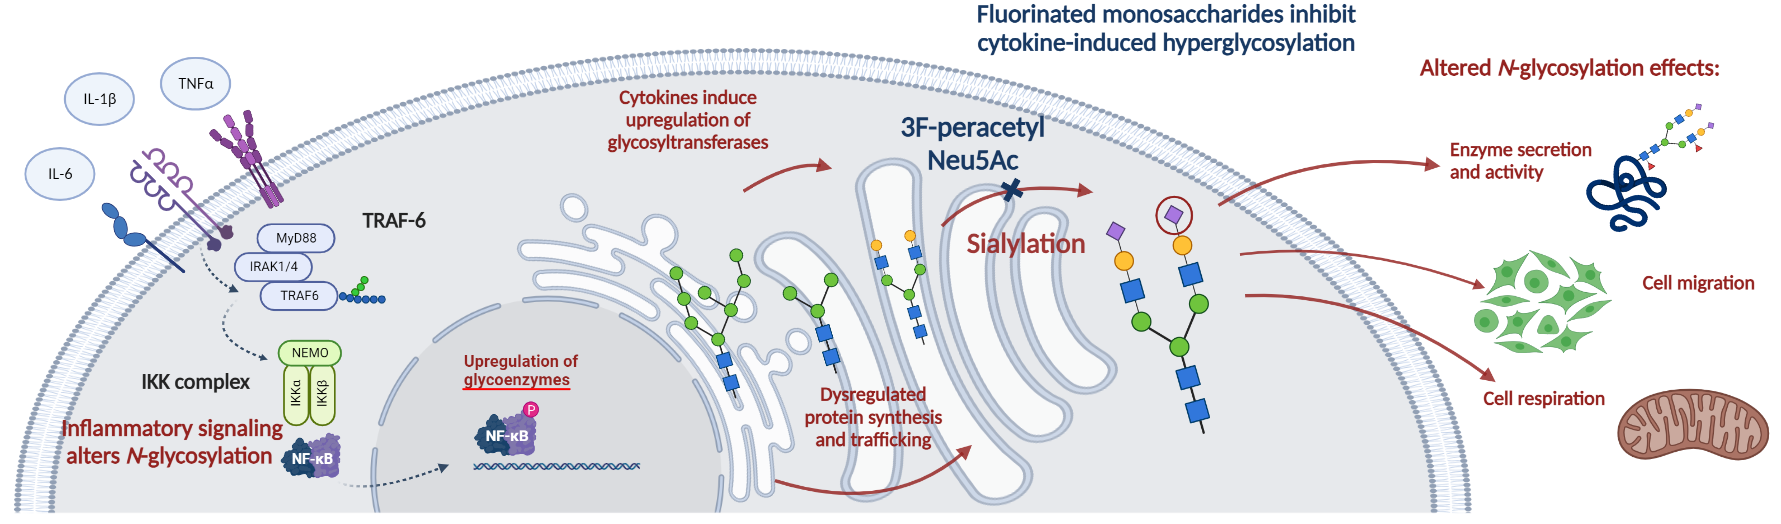 Fluorinated monosaccharides inhibit
cytokine-induced hyperglycosylation
Altered N-glycosylation effects:
IL-1β
TNFα
IL-6
Cytokines induce
upregulation of
glycosyltransferases
3F-peracetyl
Neu5Ac
Enzyme secretion
and activity
TRAF-6
MyD88
IRAK1/4
TRAF6
Sialylation
Cell migration
NEMO
IKKα
IKKβ
IKK complex
Upregulation of
glycoenzymes
Dysregulated
protein synthesis
and trafficking
Cell respiration
Inflammatory signaling
alters N-glycosylation
NF-κB
P
NF-κB